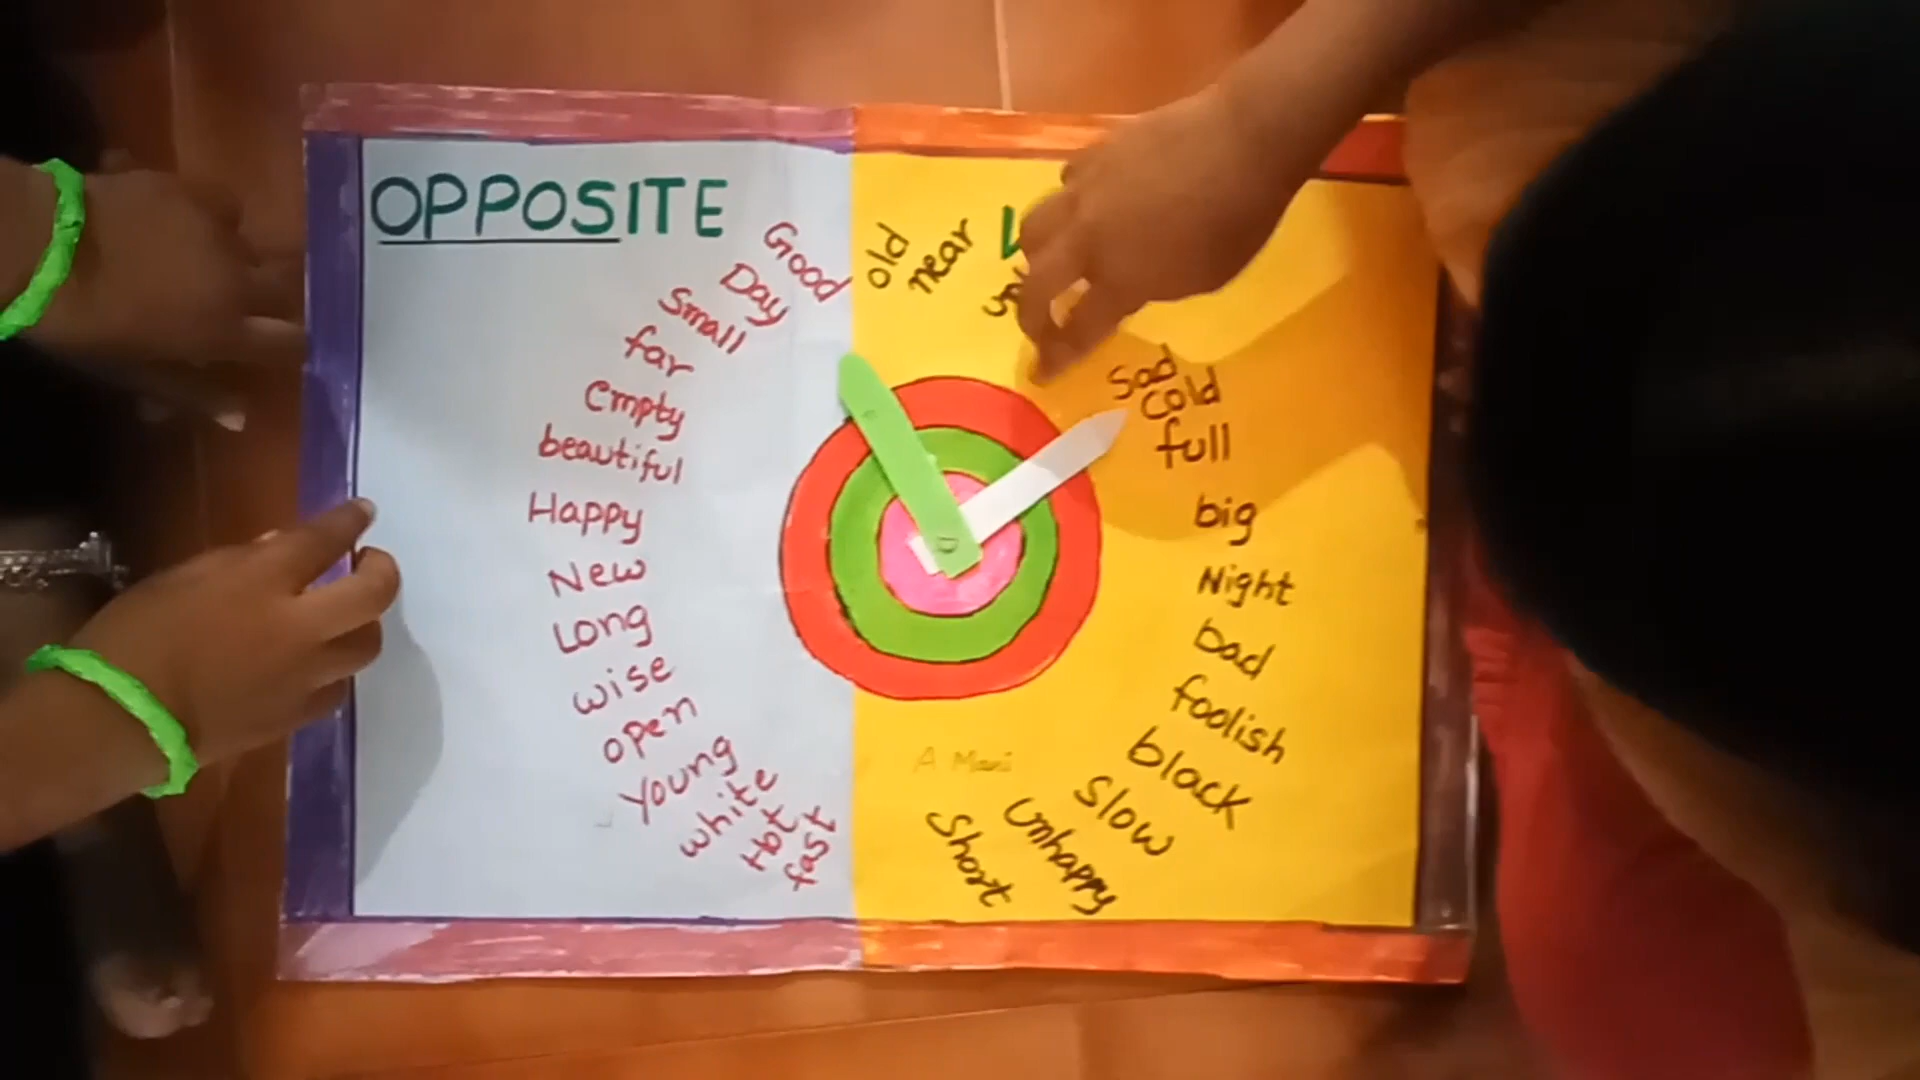 OPPOSITE
Good
Day
Small
far
Empty
beautiful
Happy
New
Long
wise
open
Young
white
Hot
fast
old
near
Sad
Cold
full
big
Night
bad
foolish
black
Slow
Unhappy
Short